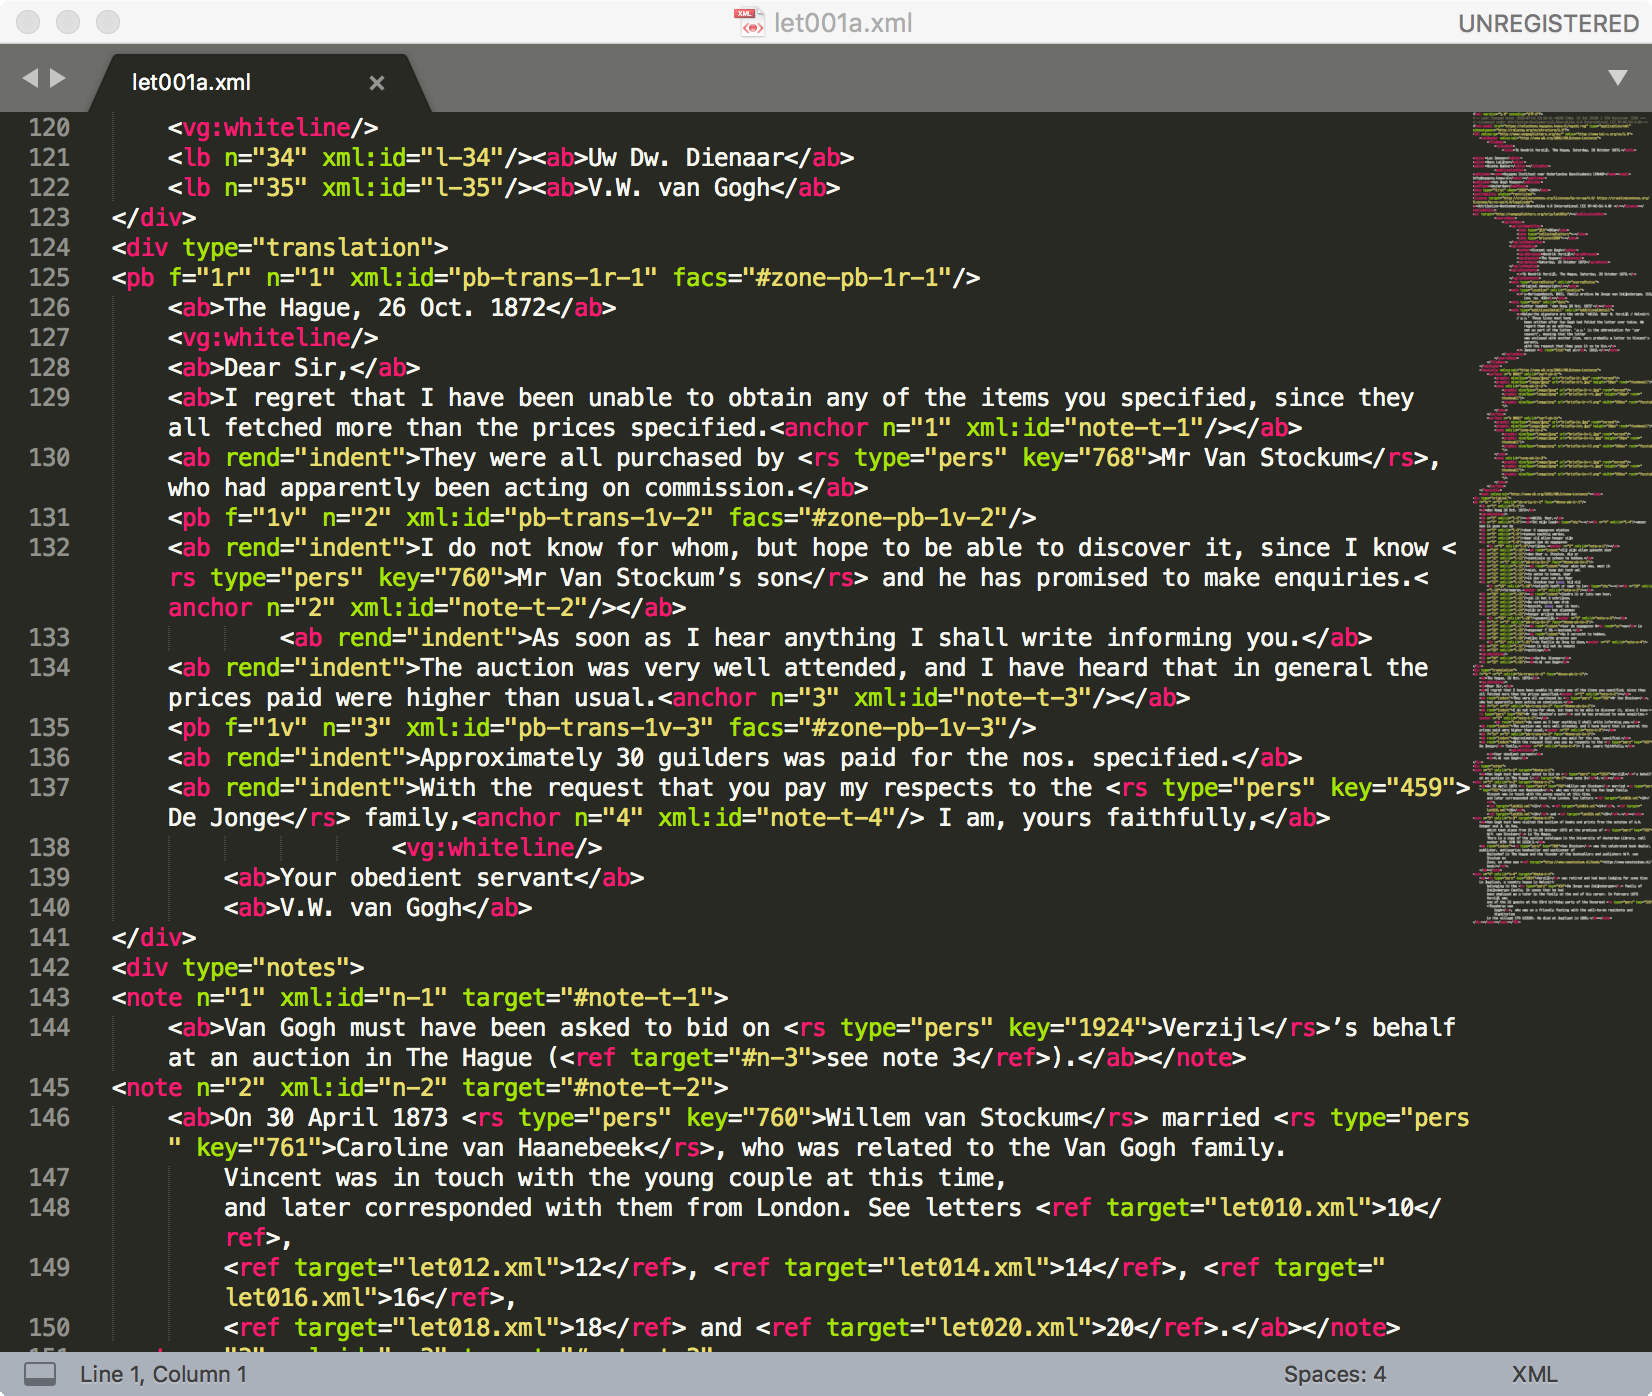 let001a.xml
UNREGISTERED
let001a.xml ×
120 <vg:whiteline/>
121 <lb n="34" xml:id="l-34"/><ab>Uw Dw. Dienaar</ab>
122 <lb n="35" xml:id="l-35"/><ab>V.W. van Gogh</ab>
123 </div>
124 <div type="translation">
125 <pb f="1r" n="1" xml:id="pb-trans-1r-1" facs="#zone-pb-1r-1"/>
126 <ab>The Hague, 26 Oct. 1872</ab>
127 <vg:whiteline/>
128 <ab>Dear Sir,</ab>
129 <ab>I regret that I have been unable to obtain any of the items you specified, since they
all fetched more than the prices specified.<anchor n="1" xml:id="note-t-1"/></ab>
130 <ab rend="indent">They were all purchased by <rs type="pers" key="768">Mr Van Stockum</rs>,
who had apparently been acting on commission.</ab>
131 <pb f="1v" n="2" xml:id="pb-trans-1v-2" facs="#zone-pb-1v-2"/>
132 <ab rend="indent">I do not know for whom, but hope to be able to discover it, since I know <
rs type="pers" key="760">Mr Van Stockum’s son</rs> and he has promised to make enquiries.<
anchor n="2" xml:id="note-t-2"/></ab>
133 <ab rend="indent">As soon as I hear anything I shall write informing you.</ab>
134 <ab rend="indent">The auction was very well attended, and I have heard that in general the
prices paid were higher than usual.<anchor n="3" xml:id="note-t-3"/></ab>
135 <pb f="1v" n="3" xml:id="pb-trans-1v-3" facs="#zone-pb-1v-3"/>
136 <ab rend="indent">Approximately 30 guilders was paid for the nos. specified.</ab>
137 <ab rend="indent">With the request that you pay my respects to the <rs type="pers" key="459">
De Jonge</rs> family,<anchor n="4" xml:id="note-t-4"/> I am, yours faithfully,</ab>
138 <vg:whiteline/>
139 <ab>Your obedient servant</ab>
140 <ab>V.W. van Gogh</ab>
141 </div>
142 <div type="notes">
143 <note n="1" xml:id="n-1" target="#note-t-1">
144 <ab>Van Gogh must have been asked to bid on <rs type="pers" key="1924">Verzijl</rs>’s behalf
at an auction in The Hague (<ref target="#n-3">see note 3</ref>).</ab></note>
145 <note n="2" xml:id="n-2" target="#note-t-2">
146 <ab>On 30 April 1873 <rs type="pers" key="760">Willem van Stockum</rs> married <rs type="pers
" key="761">Caroline van Haanebeek</rs>, who was related to the Van Gogh family.
147 Vincent was in touch with the young couple at this time,
148 and later corresponded with them from London. See letters <ref target="let010.xml">10</
ref>,
149 <ref target="let012.xml">12</ref>, <ref target="let014.xml">14</ref>, <ref target="
let016.xml">16</ref>,
150 <ref target="let018.xml">18</ref> and <ref target="let020.xml">20</ref>.</ab></note>
Line 1, Column 1
Spaces: 4
XML